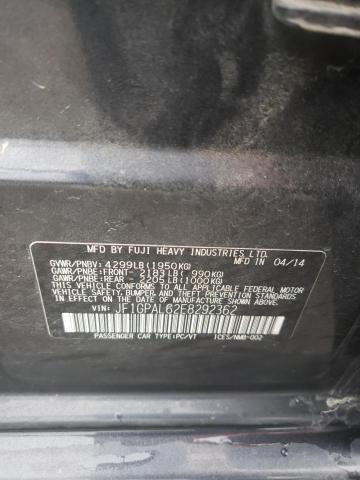 MFD BY FUJI HEAVY INDUSTRIES LTD.
GVWR/PNBV: 4299LB(1950KG) MADE IN 04/14
GAWR/PNBE:FRONT- 2183LB( 990KG)
GAWR/PNBE:REAR - 2205LB(1000KG)
THIS VEHICLE CONFORMS TO ALL APPLICABLE FEDERAL MOTOR
VEHICLE SAFETY, BUMPER, AND THEFT PREVENTION STANDARDS IN
EFFECT ON THE DATE OF MANUFACTURE SHOWN ABOVE.
VIN: JF1GPAL62E8292362
PASSENGER CAR TYPE:PC/VT ICES/NMB-002